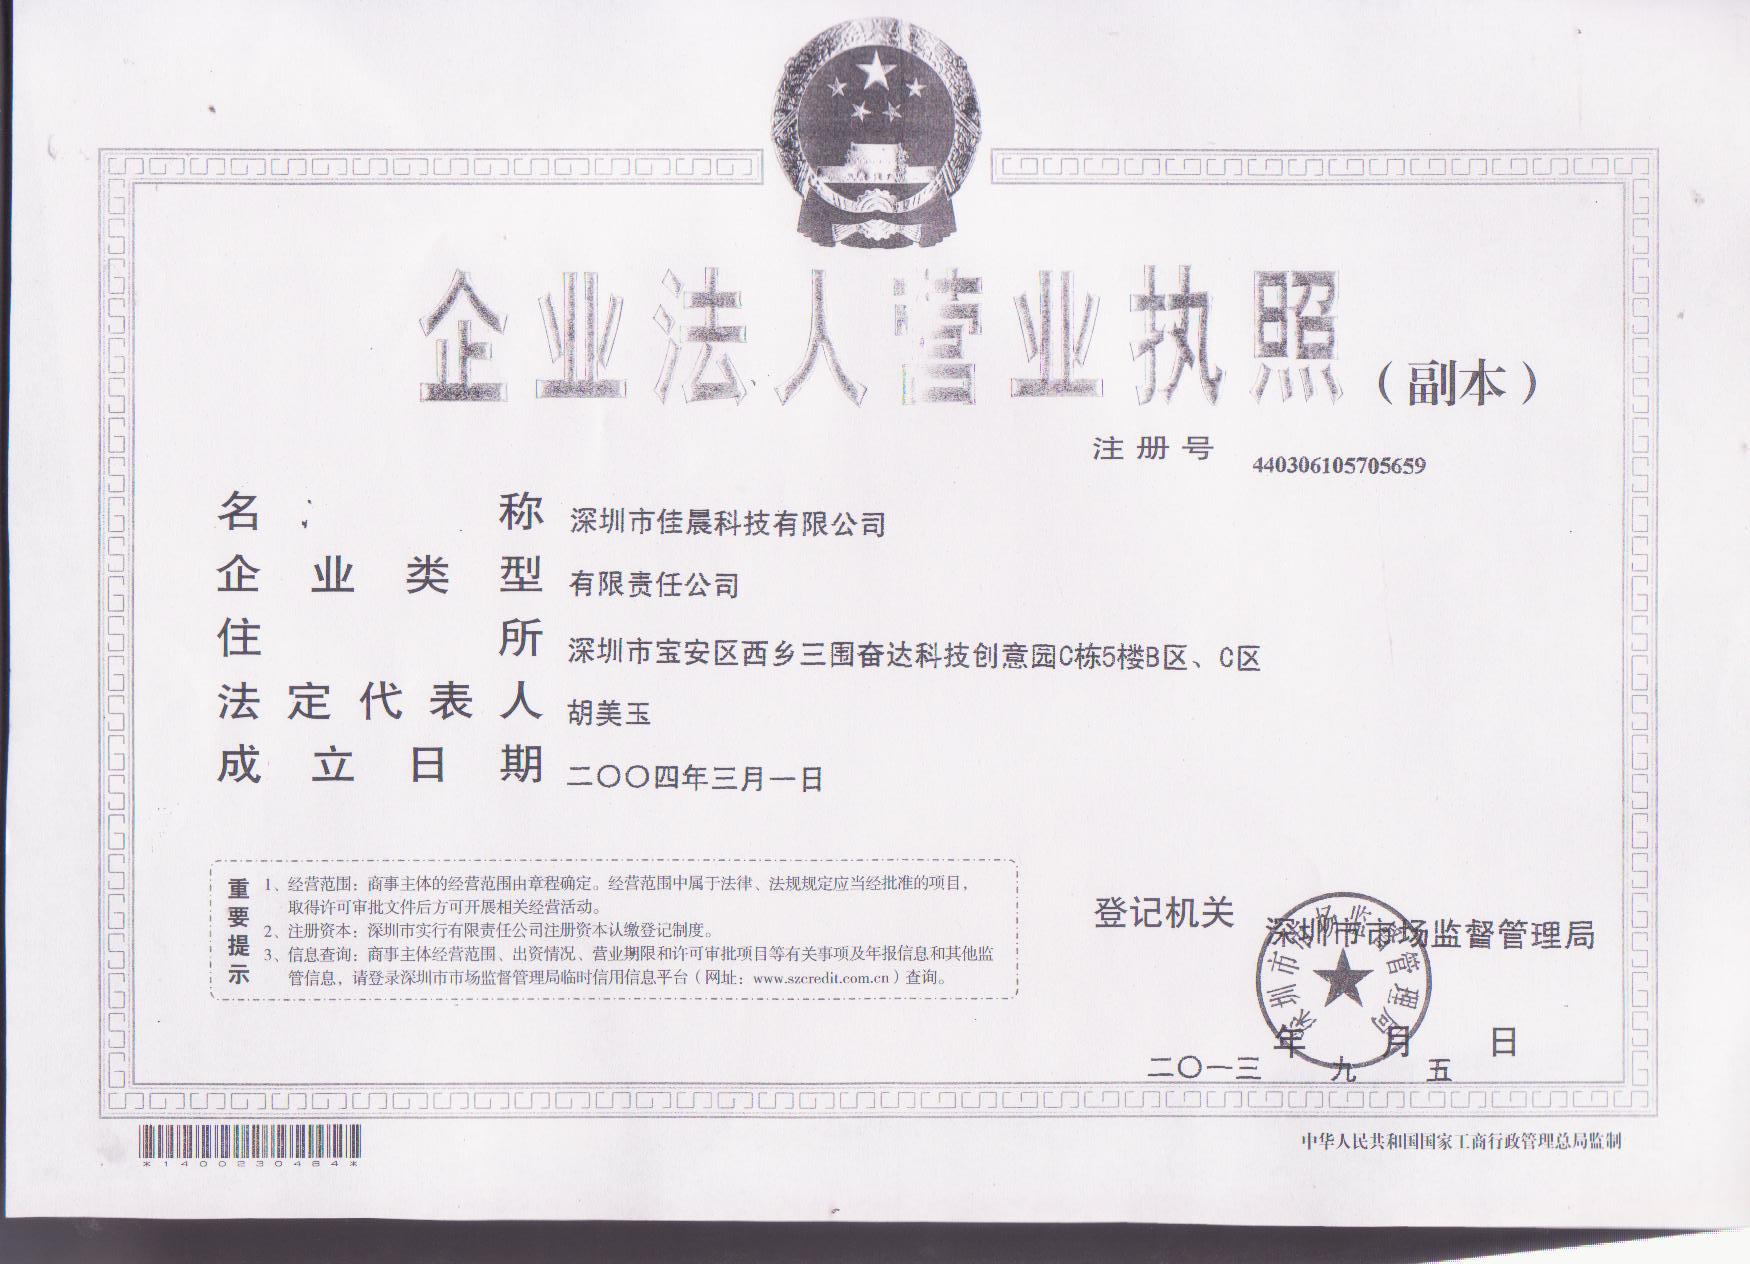 企业法人营业执照（副本）
注册号 440306105705659
名称 深圳市佳晨科技有限公司
企业类型 有限责任公司
住所 深圳市宝安区西乡三围奋达科技创意园C栋5楼B区、C区
法定代表人 胡美玉
成立日期 二〇〇四年三月一日
重要提示
1、经营范围：商事主体的经营范围由章程确定。经营范围中属于法律、法规规定应当经批准的项目，
取得许可审批文件后方可开展相关经营活动。
2、注册资本：深圳市实行有限责任公司注册资本认缴登记制度。
3、信息查询：商事主体经营范围、出资情况、营业期限和许可审批项目等有关事项及年报信息和其他监
管信息，请登录深圳市市场监督管理局临时信用信息平台（网址：www.szcredit.com.cn）查询。
登记机关 深圳市市场监督管理局
深圳市市场监督管理局
二〇一三年九月五日
*1400230484*
中华人民共和国国家工商行政管理总局监制